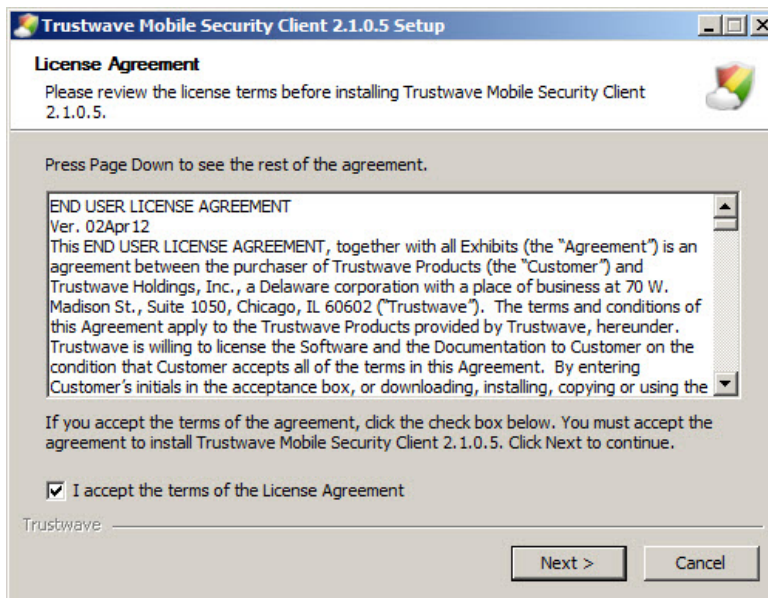 Trustwave Mobile Security Client 2.1.0.5 Setup
License Agreement
Please review the license terms before installing Trustwave Mobile Security Client
2.1.0.5.
Press Page Down to see the rest of the agreement.
END USER LICENSE AGREEMENT
Ver. 02Apr12
This END USER LICENSE AGREEMENT, together with all Exhibits (the “Agreement”) is an
agreement between the purchaser of Trustwave Products (the “Customer”) and
Trustwave Holdings, Inc., a Delaware corporation with a place of business at 70 W.
Madison St., Suite 1050, Chicago, IL 60602 (“Trustwave”).  The terms and conditions of
this Agreement apply to the Trustwave Products provided by Trustwave, hereunder.
Trustwave is willing to license the Software and the Documentation to Customer on the
condition that Customer accepts all of the terms in this Agreement.  By entering
Customer’s initials in the acceptance box, or downloading, installing, copying or using the
If you accept the terms of the agreement, click the check box below. You must accept the
agreement to install Trustwave Mobile Security Client 2.1.0.5. Click Next to continue.
I accept the terms of the License Agreement
Trustwave
Next >
Cancel